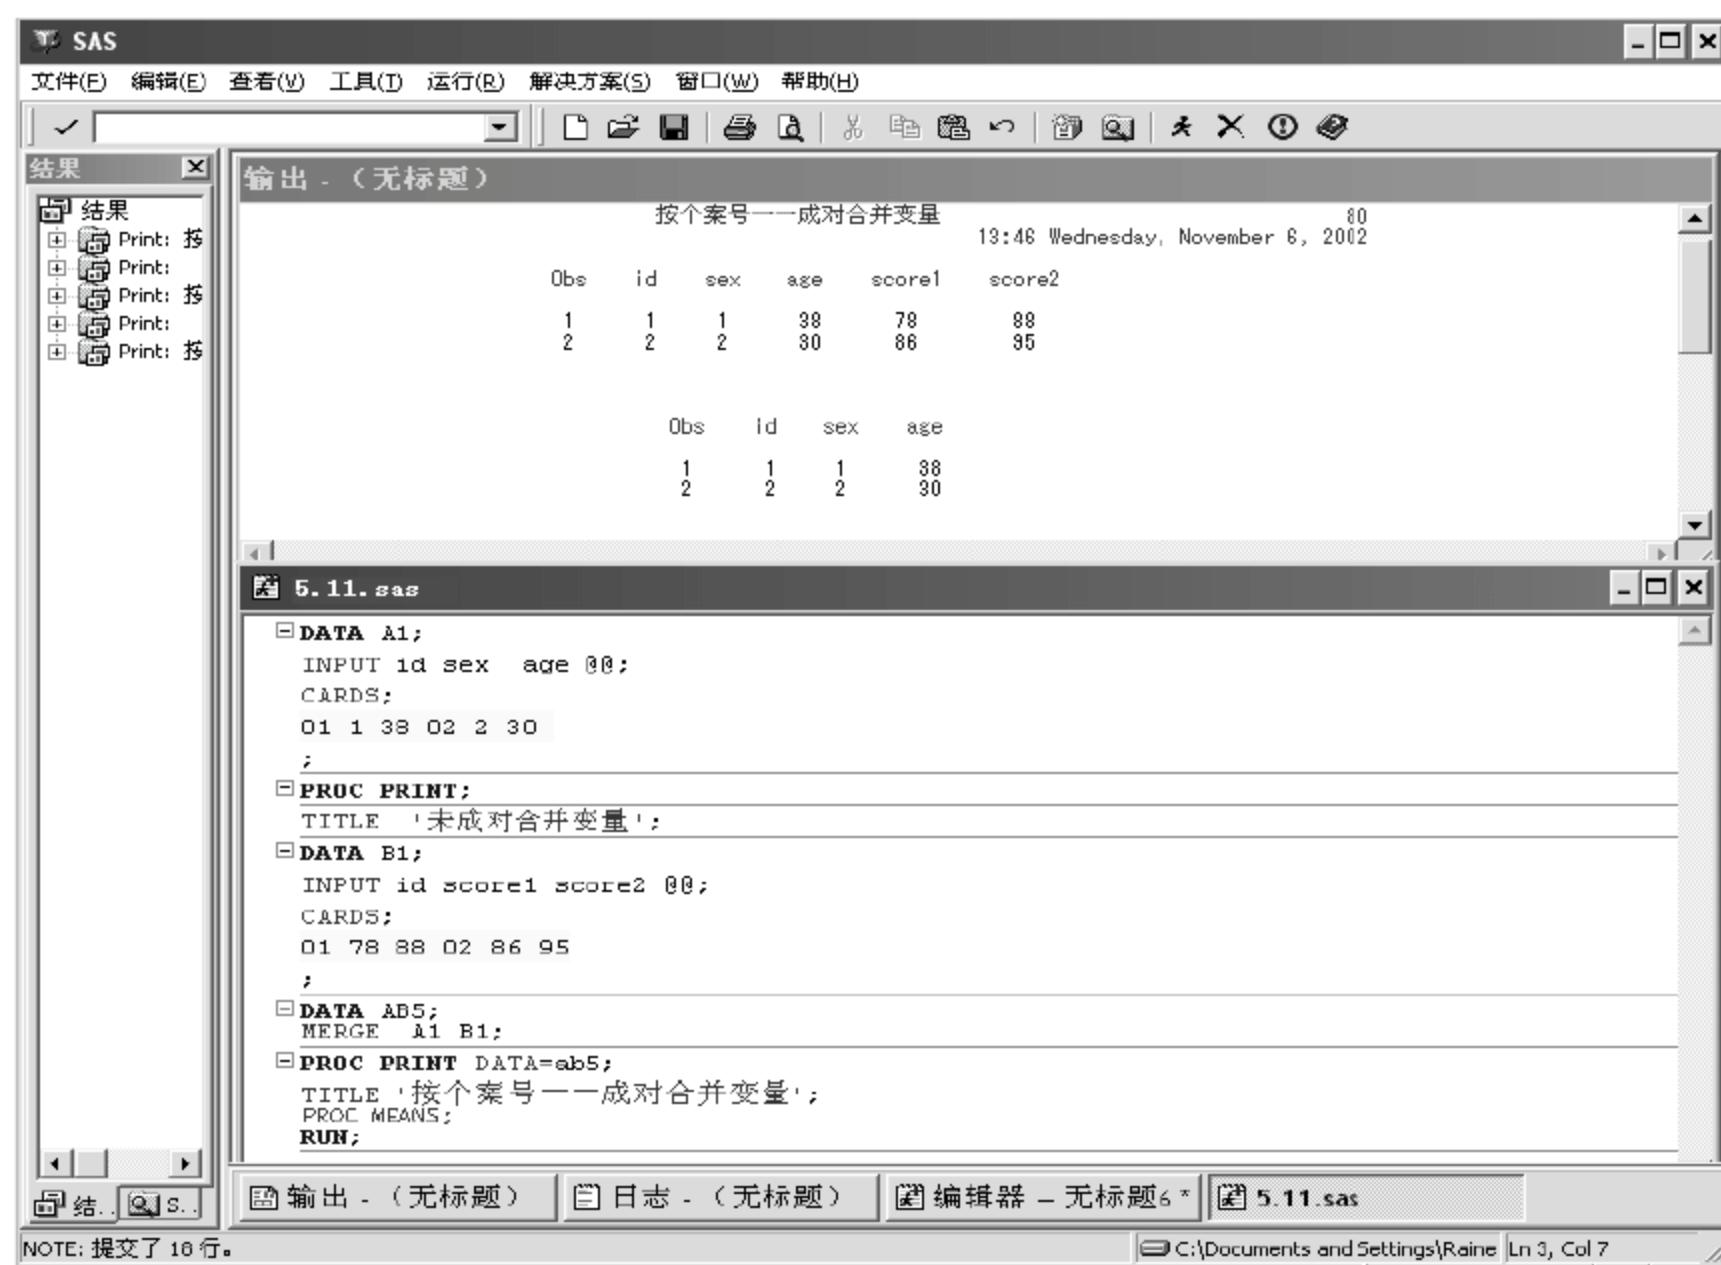 SAS
文件(F) 编辑(E) 查看(V) 工具(T) 运行(R) 解决方案(S) 窗口(W) 帮助(H)
结果
结果
Print: 按
Print:
Print: 按
Print:
Print: 按
输出 - （无标题）
按个案号一一成对合并变量 80
13:46 Wednesday, November 6, 2002
Obs id sex age score1 score2
1 1 1 38 78 88
2 2 2 30 86 95
Obs id sex age
1 1 1 38
2 2 2 30
5.11.sas
DATA A1;
INPUT id sex age @@;
CARDS;
01 1 38 02 2 30
;
PROC PRINT;
TITLE '未成对合并变量';
DATA B1;
INPUT id score1 score2 @@;
CARDS;
01 78 88 02 86 95
;
DATA AB5;
MERGE A1 B1;
PROC PRINT DATA=ab5;
TITLE '按个案号一一成对合并变量';
PROC MEANS;
RUN;
结.. S..
输出 - （无标题） 日志 - （无标题） 编辑器 - 无标题6 * 5.11.sas
NOTE: 提交了 18 行。 C:\Documents and Settings\Raine Ln 3, Col 7